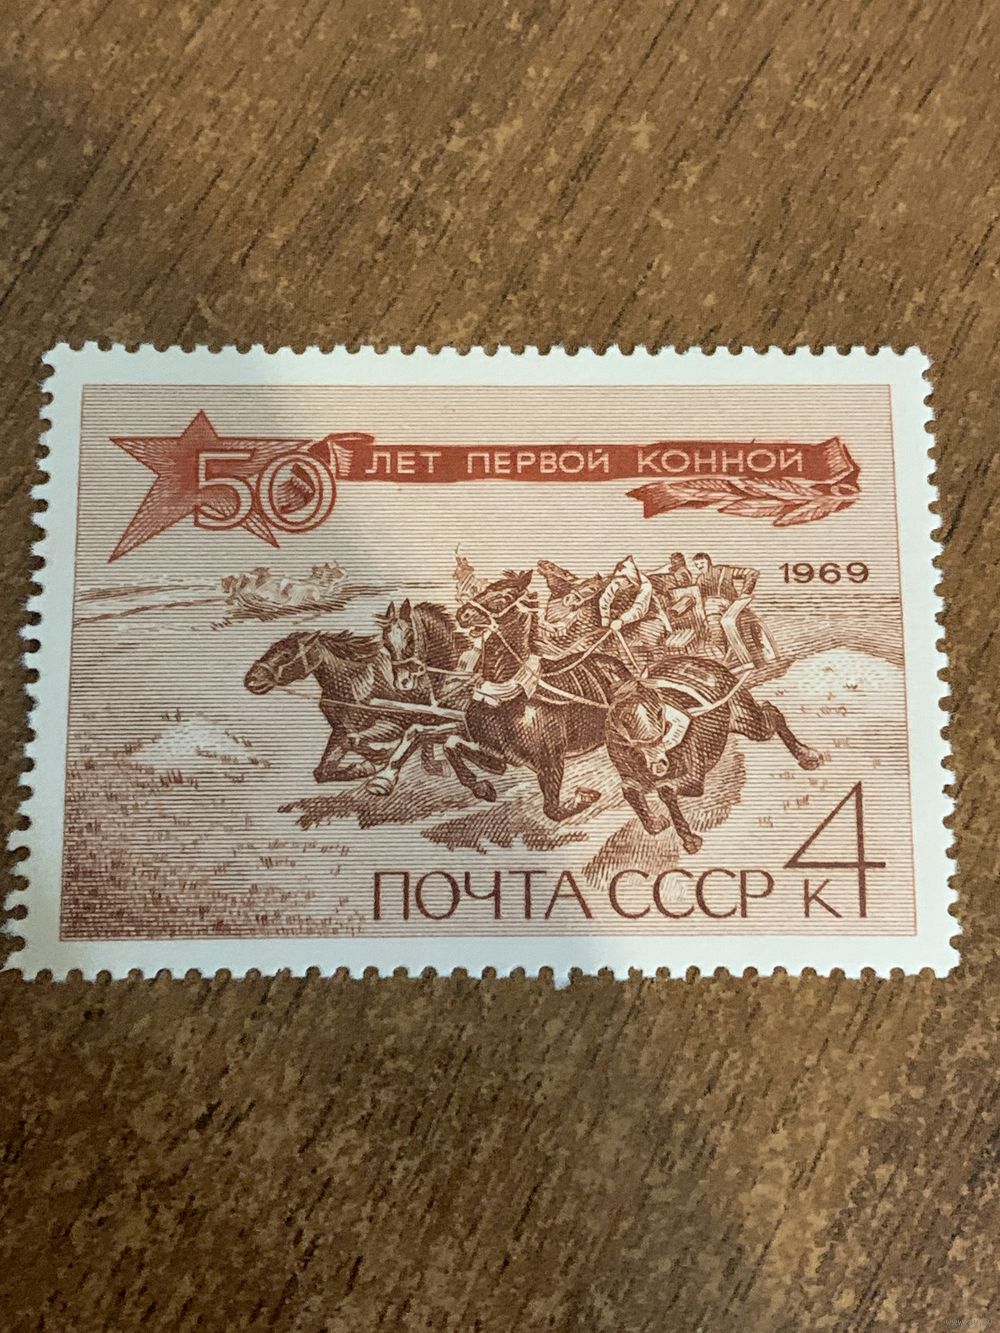 50 ЛЕТ ПЕРВОЙ КОННОЙ
1969
4
ПОЧТА СССР К